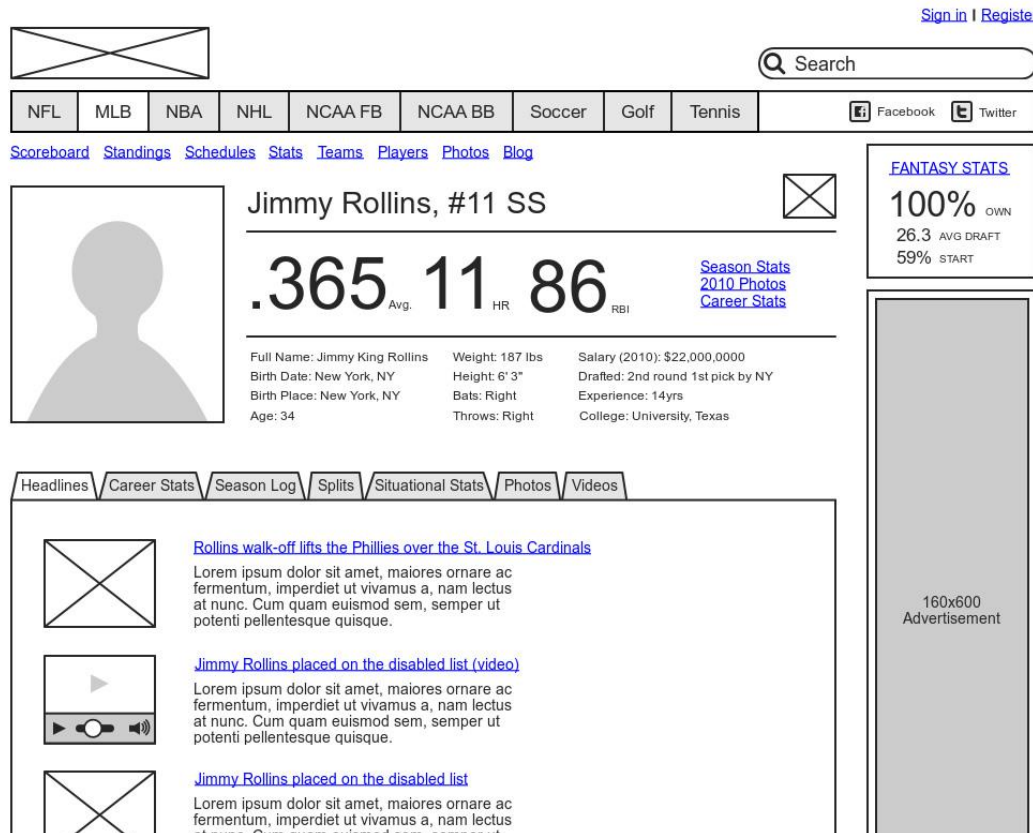 Sign in | Registe
Search
NFL MLB NBA NHL NCAA FB NCAA BB Soccer Golf Tennis
Facebook Twitter
Scoreboard Standings Schedules Stats Teams Players Photos Blog
Jimmy Rollins, #11 SS
.365 Avg. 11 HR 86 RBI
Season Stats
2010 Photos
Career Stats
Full Name: Jimmy King Rollins
Birth Date: New York, NY
Birth Place: New York, NY
Age: 34
Weight: 187 lbs
Height: 6' 3"
Bats: Right
Throws: Right
Salary (2010): $22,000,0000
Drafted: 2nd round 1st pick by NY
Experience: 14yrs
College: University, Texas
FANTASY STATS
100% OWN
26.3 AVG DRAFT
59% START
Headlines Career Stats Season Log Splits Situational Stats Photos Videos
Rollins walk-off lifts the Phillies over the St. Louis Cardinals
Lorem ipsum dolor sit amet, maiores ornare ac
fermentum, imperdiet ut vivamus a, nam lectus
at nunc. Cum quam euismod sem, semper ut
potenti pellentesque quisque.
Jimmy Rollins placed on the disabled list (video)
Lorem ipsum dolor sit amet, maiores ornare ac
fermentum, imperdiet ut vivamus a, nam lectus
at nunc. Cum quam euismod sem, semper ut
potenti pellentesque quisque.
Jimmy Rollins placed on the disabled list
Lorem ipsum dolor sit amet, maiores ornare ac
fermentum, imperdiet ut vivamus a, nam lectus
160x600
Advertisement